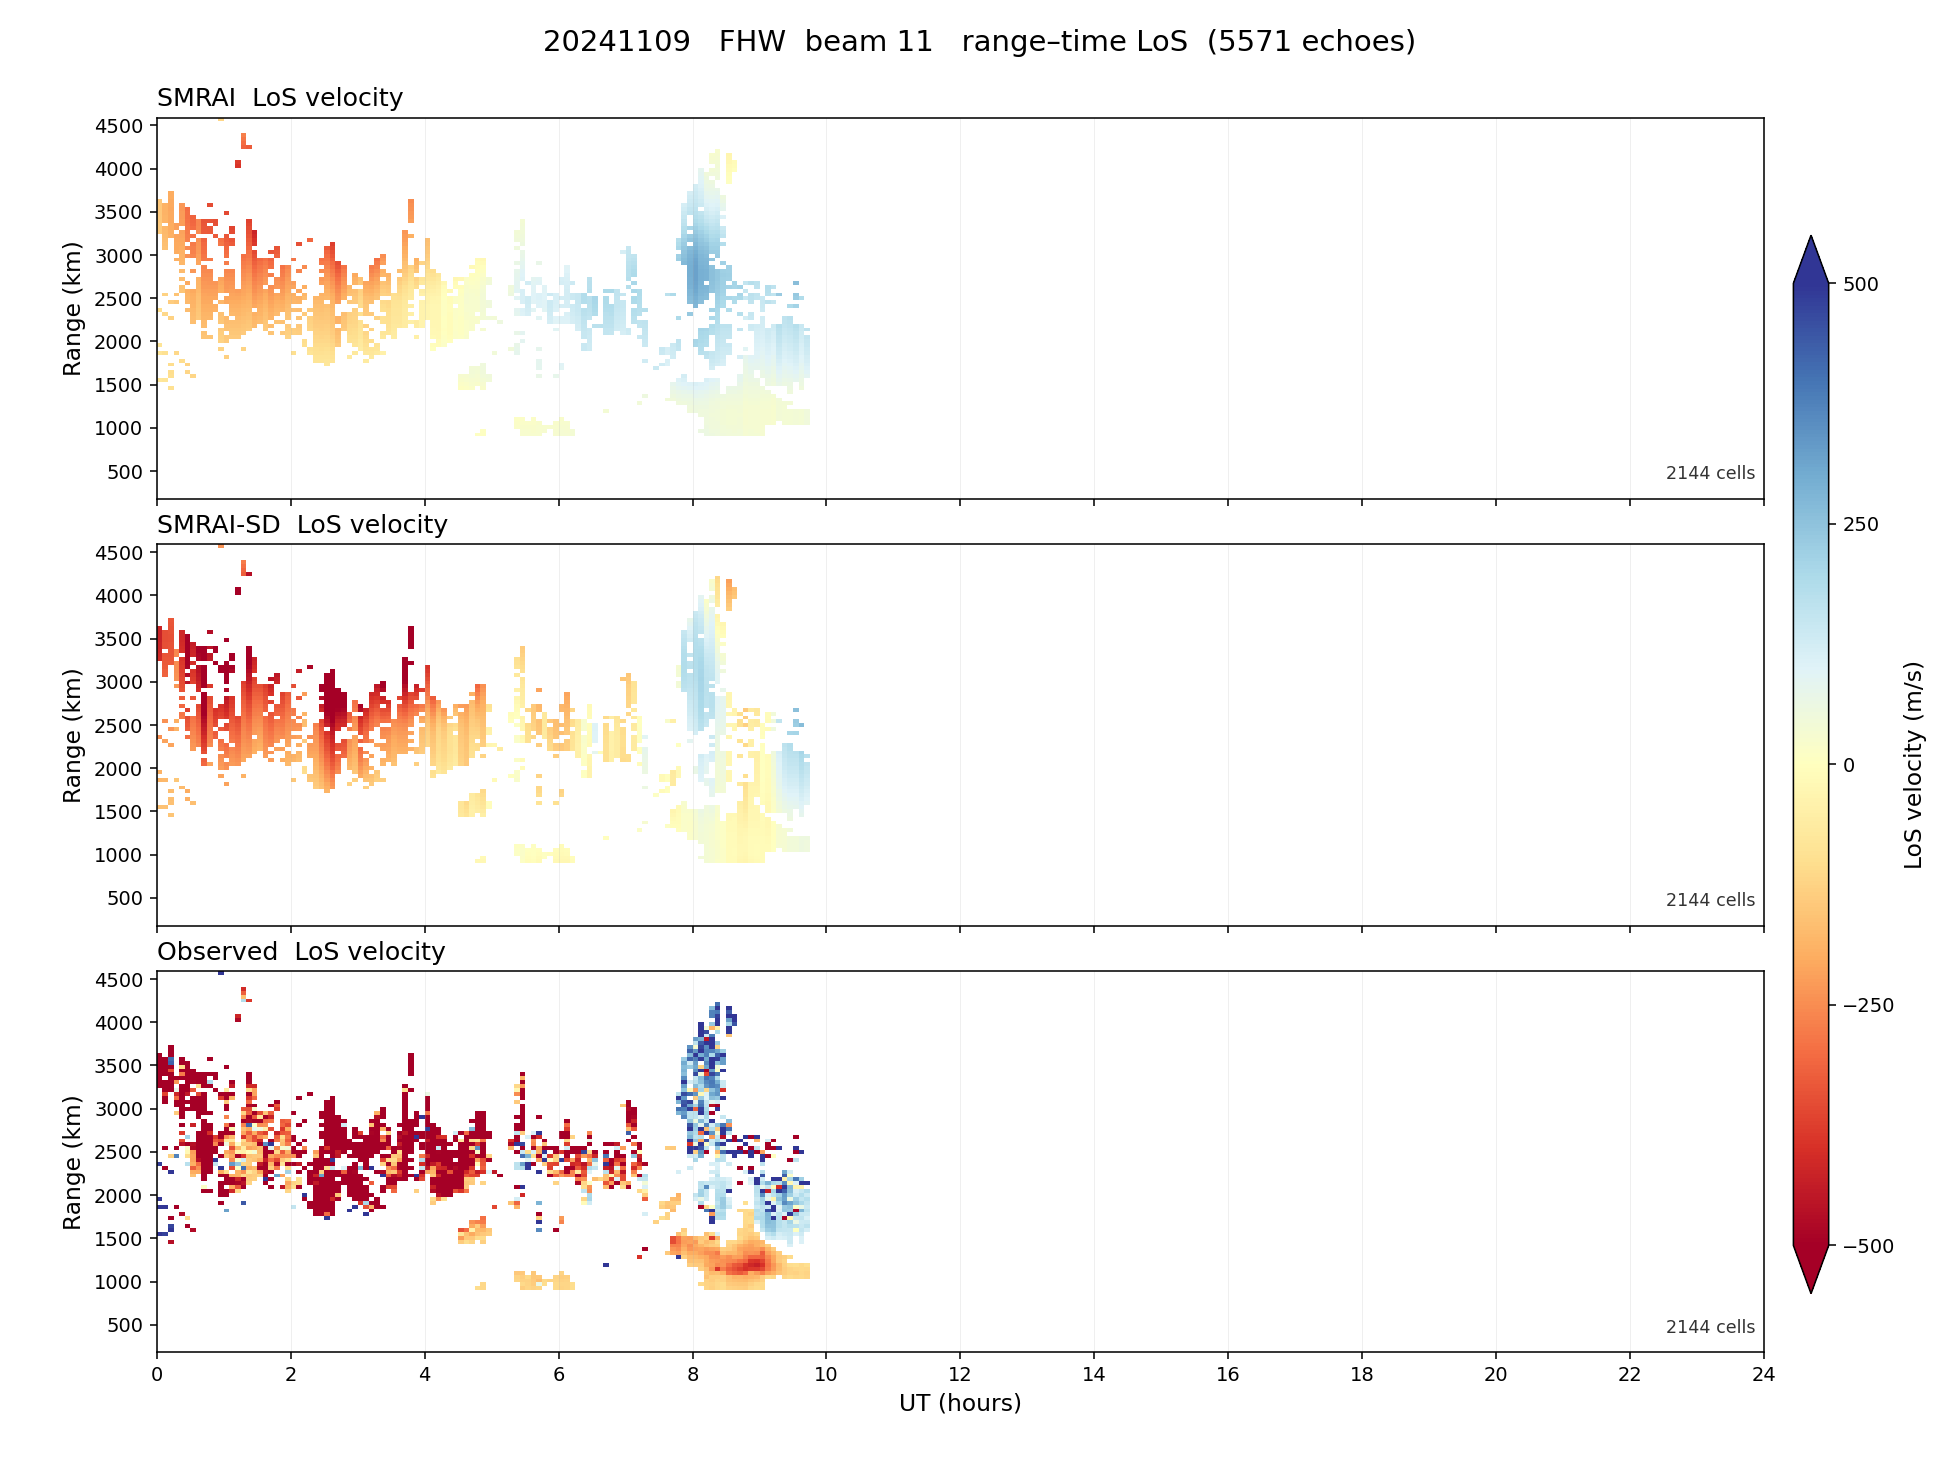 20241109 FHW beam 11 range–time LoS (5571 echoes)
SMRAI LoS velocity
4500
4000
3500
3000
2500
2000
1500
1000
500
Range (km)
2144 cells
SMRAI-SD LoS velocity
4500
4000
3500
3000
2500
2000
1500
1000
500
Range (km)
2144 cells
Observed LoS velocity
4500
4000
3500
3000
2500
2000
1500
1000
500
Range (km)
2144 cells
0 2 4 6 8 10 12 14 16 18 20 22 24
UT (hours)
500
250
0
−250
−500
LoS velocity (m/s)